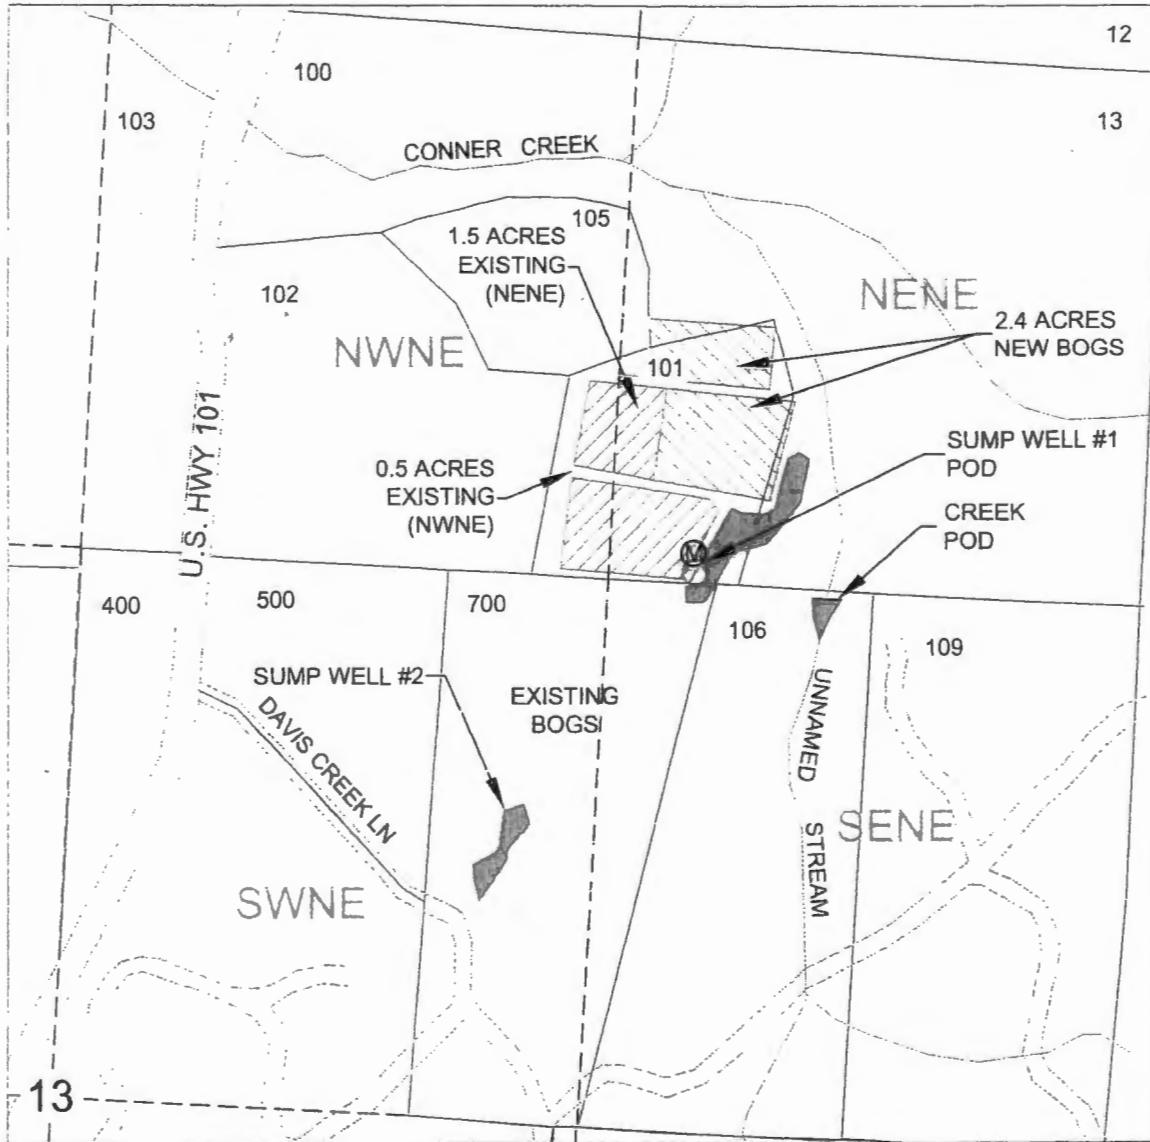 12
100
103
13
CONNER CREEK
105
1.5 ACRES
EXISTING
(NENE)
102
NENE
NWNE
2.4 ACRES
NEW BOGS
101
U.S. HWY 101
SUMP WELL #1
POD
0.5 ACRES
EXISTING
(NWNE)
CREEK
POD
M
400
500
700
106
109
SUMP WELL #2
EXISTING
BOGS
DAVIS CREEK LN
UNNAMED
STREAM
SENE
SWNE
13